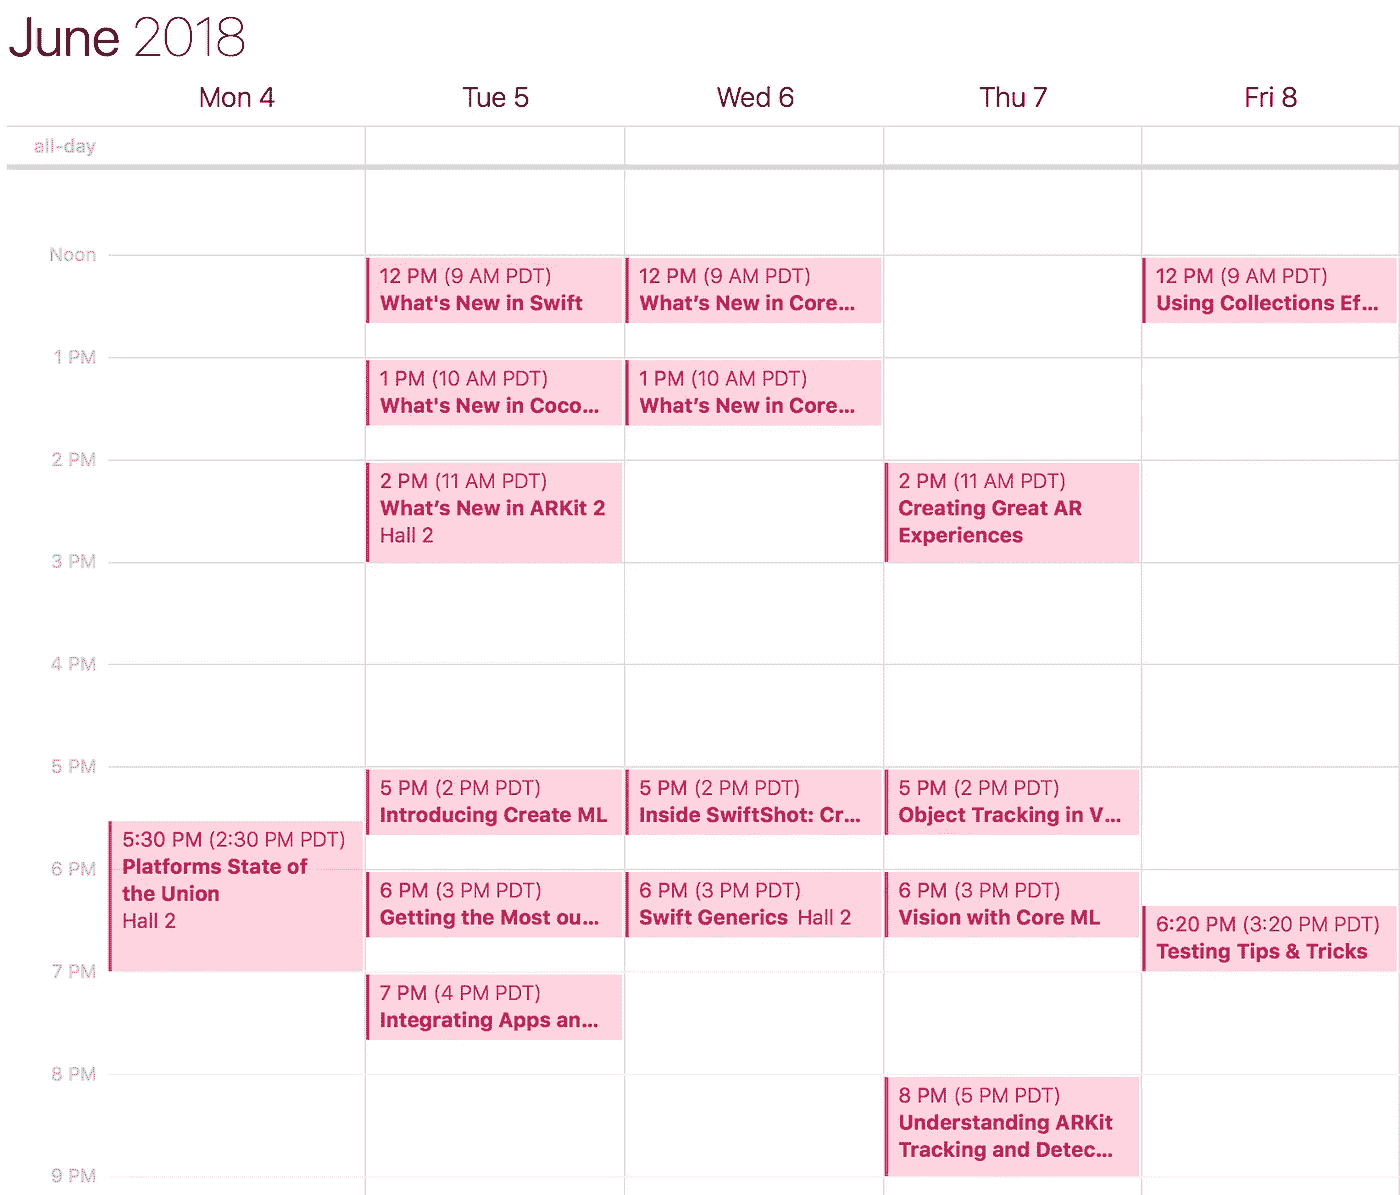 June 2018
Mon 4 Tue 5 Wed 6 Thu 7 Fri 8
all-day
Noon
12 PM (9 AM PDT)
What's New in Swift
12 PM (9 AM PDT)
What’s New in Core...
12 PM (9 AM PDT)
Using Collections Ef...
1 PM
1 PM (10 AM PDT)
What's New in Coco...
1 PM (10 AM PDT)
What’s New in Core...
2 PM
2 PM (11 AM PDT)
What’s New in ARKit 2
Hall 2
2 PM (11 AM PDT)
Creating Great AR
Experiences
3 PM
4 PM
5 PM
5 PM (2 PM PDT)
Introducing Create ML
5 PM (2 PM PDT)
Inside SwiftShot: Cr...
5 PM (2 PM PDT)
Object Tracking in V...
5:30 PM (2:30 PM PDT)
Platforms State of
the Union
Hall 2
6 PM
6 PM (3 PM PDT)
Getting the Most ou...
6 PM (3 PM PDT)
Swift Generics Hall 2
6 PM (3 PM PDT)
Vision with Core ML
6:20 PM (3:20 PM PDT)
Testing Tips & Tricks
7 PM
7 PM (4 PM PDT)
Integrating Apps an...
8 PM
8 PM (5 PM PDT)
Understanding ARKit
Tracking and Detec...
9 PM